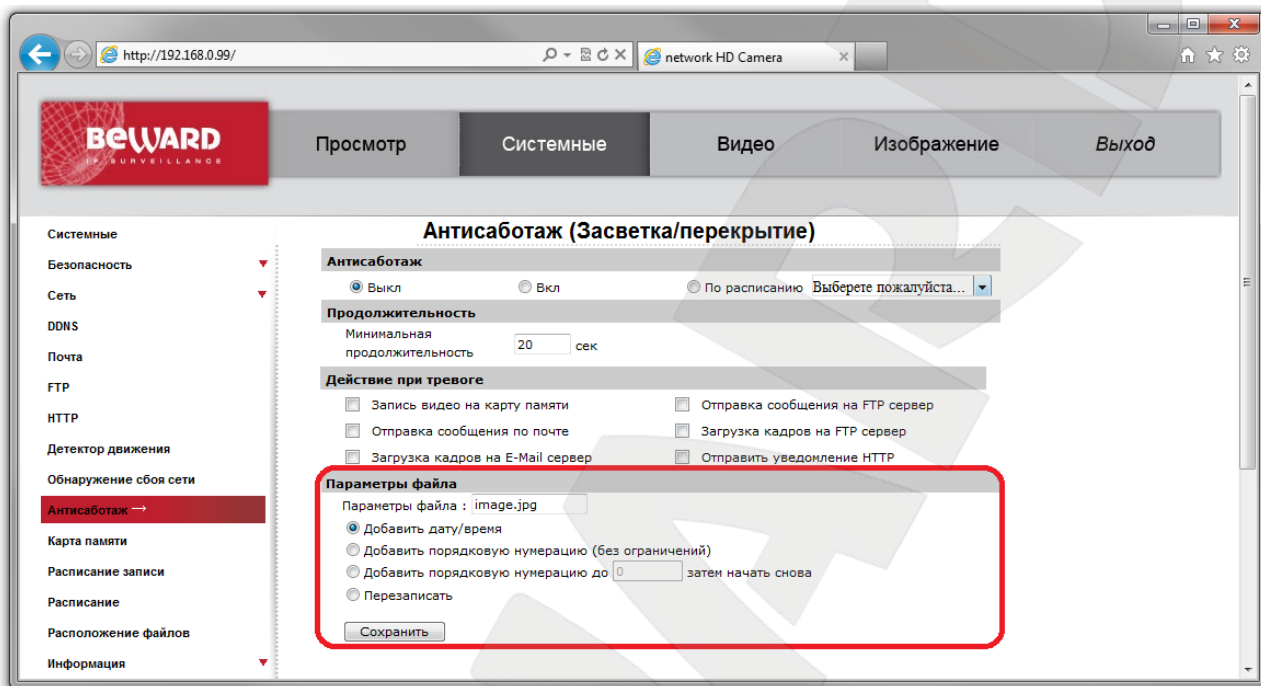 http://192.168.0.99/
network HD Camera
BEWARD
IP SURVEILLANCE
Просмотр
Системные
Видео
Изображение
Выход
Антисаботаж (Засветка/перекрытие)
Системные
Безопасность
Сеть
DDNS
Почта
FTP
HTTP
Детектор движения
Обнаружение сбоя сети
Антисаботаж →
Карта памяти
Расписание записи
Расписание
Расположение файлов
Информация
Антисаботаж
Выкл Вкл По расписанию Выберете пожалуйста...
Продолжительность
Минимальная
продолжительность 20 сек
Действие при тревоге
Запись видео на карту памяти Отправка сообщения на FTP сервер
Отправка сообщения по почте Загрузка кадров на FTP сервер
Загрузка кадров на E-Mail сервер Отправить уведомление HTTP
Параметры файла
Параметры файла : image.jpg
Добавить дату/время
Добавить порядковую нумерацию (без ограничений)
Добавить порядковую нумерацию до 0 затем начать снова
Перезаписать
Сохранить